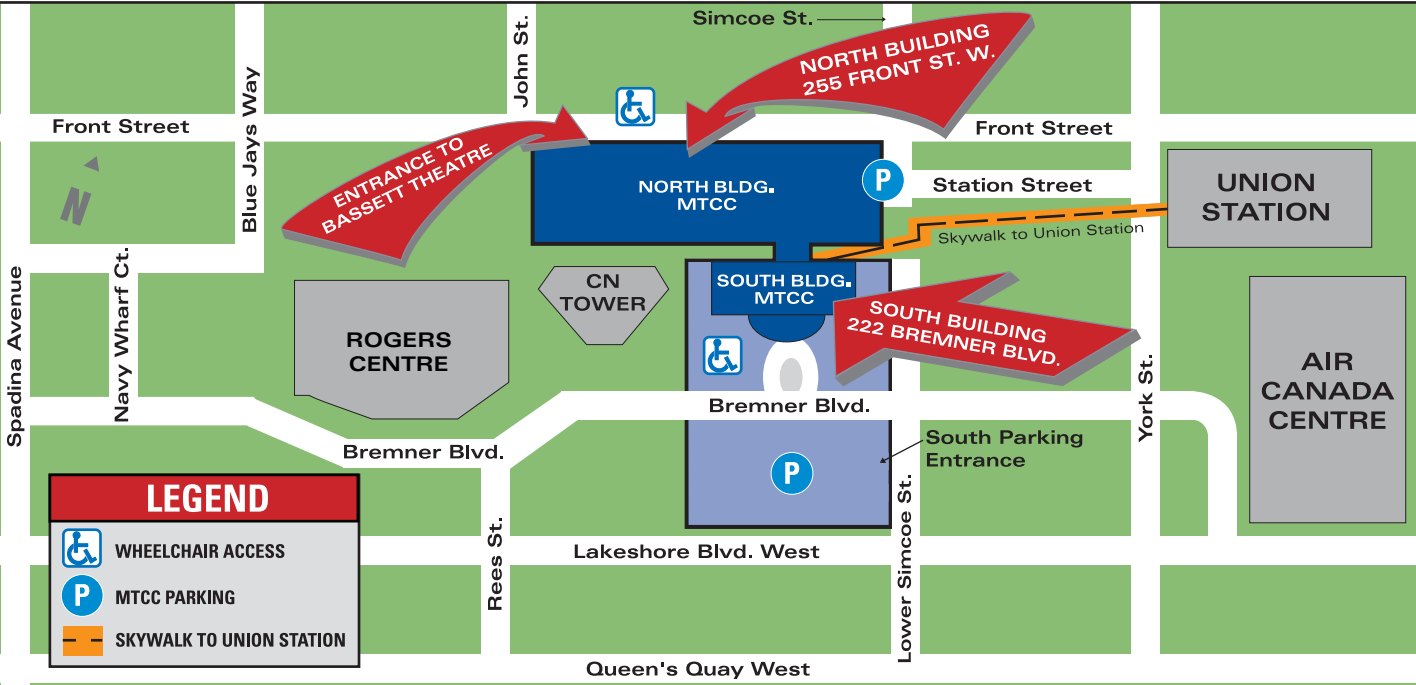 Simcoe St.
NORTH BUILDING
255 FRONT ST. W.
John St.
Blue Jays Way
Front Street
Front Street
ENTRANCE TO
BASSETT THEATRE
N
NORTH BLDG.
MTCC
P
Station Street
UNION
STATION
Skywalk to Union Station
Spadina Avenue
Navy Wharf Ct.
CN
TOWER
SOUTH BLDG.
MTCC
SOUTH BUILDING
222 BREMNER BLVD.
ROGERS
CENTRE
AIR
CANADA
CENTRE
York St.
Bremner Blvd.
Bremner Blvd.
South Parking
Entrance
P
LEGEND
WHEELCHAIR ACCESS
P
MTCC PARKING
SKYWALK TO UNION STATION
Rees St.
Lakeshore Blvd. West
Lower Simcoe St.
Queen's Quay West